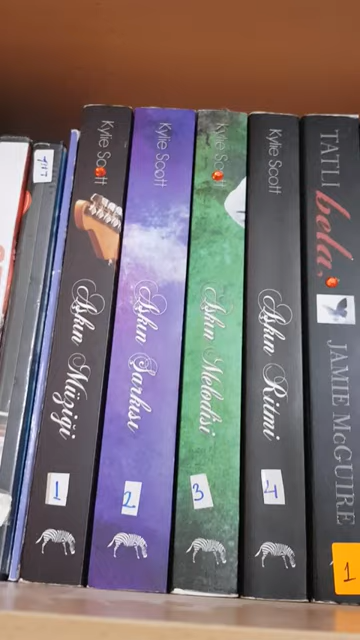 7117
Kylie Scott
Aşkın Müziği
1
Kylie Scott
Aşkın Şarkısı
2
Kylie Scott
Aşkın Melodisi
3
Kylie Scott
Aşkın Ritmi
4
TATLI
bela
JAMIE McGUIRE
1